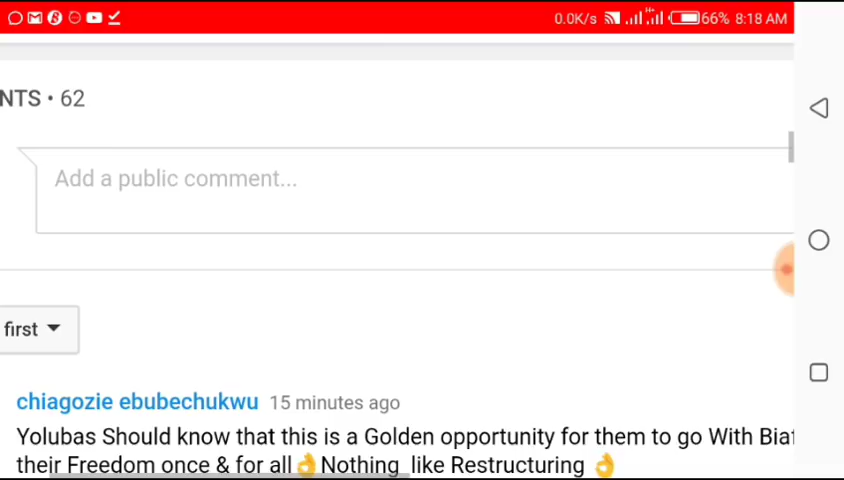 0.0K/s H+ 66% 8:18 AM
NTS • 62
Add a public comment...
first
chiagozie ebubechukwu 15 minutes ago
Yolubas Should know that this is a Golden opportunity for them to go With Biaf
their Freedom once & for all👌Nothing like Restructuring 👌